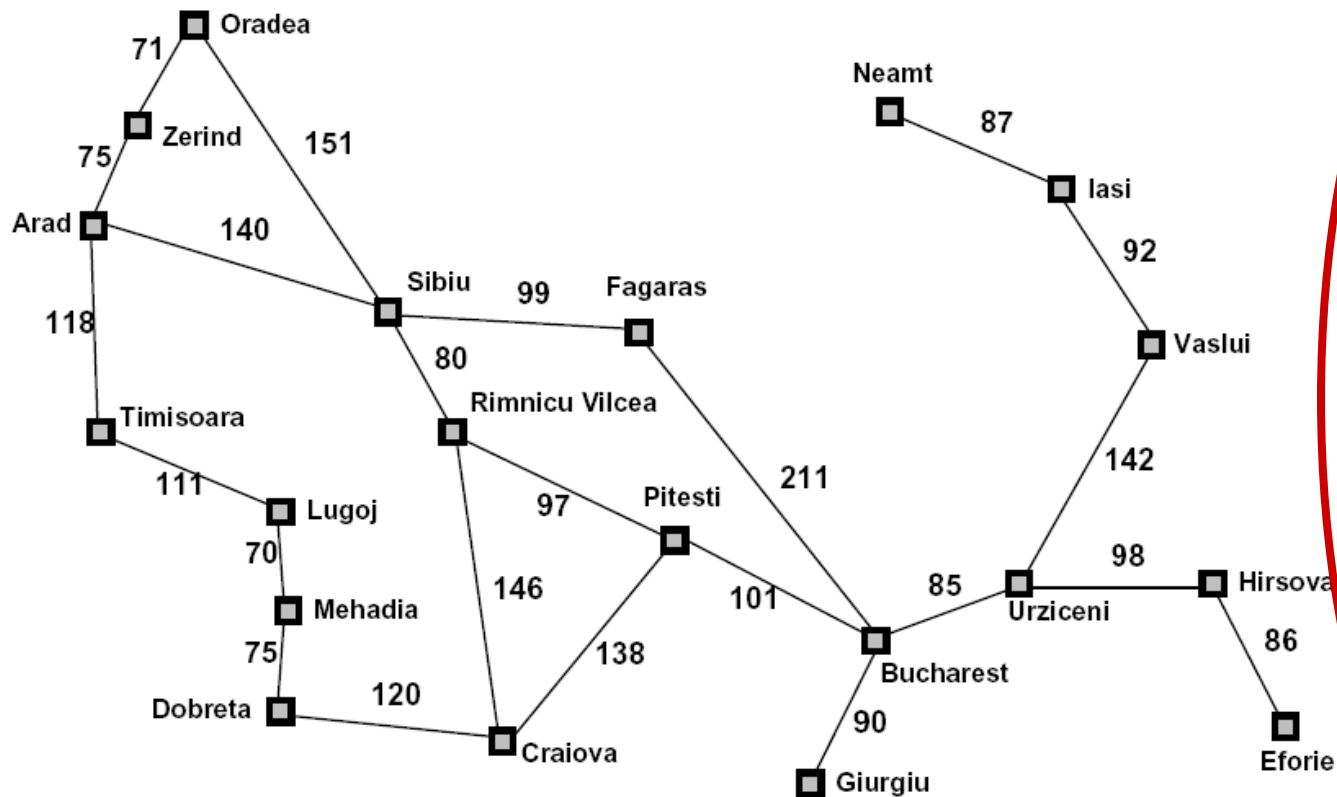 Oradea
71
Neamt
87
Zerind
151
75
Iasi
Arad
140
92
Sibiu
99
Fagaras
118
80
Vaslui
Rimnicu Vilcea
Timisoara
142
211
111
Pitesti
Lugoj
97
70
98
146
85
Hirsova
101
Mehadia
Urziceni
86
75
138
Bucharest
120
Dobreta
90
Craiova
Eforie
Giurgiu